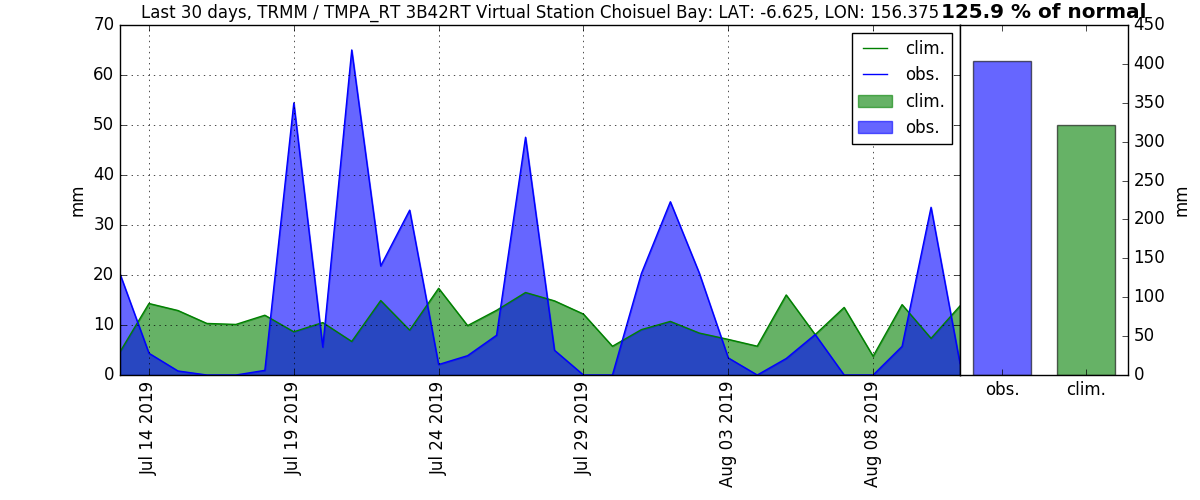 Last 30 days, TRMM / TMPA_RT 3B42RT Virtual Station Choisuel Bay: LAT: -6.625, LON: 156.375
125.9 % of normal
70
60
50
40
30
20
10
0
mm
clim.
obs.
clim.
obs.
Jul 14 2019
Jul 19 2019
Jul 24 2019
Jul 29 2019
Aug 03 2019
Aug 08 2019
450
400
350
300
250
200
150
100
50
0
mm
obs.
clim.